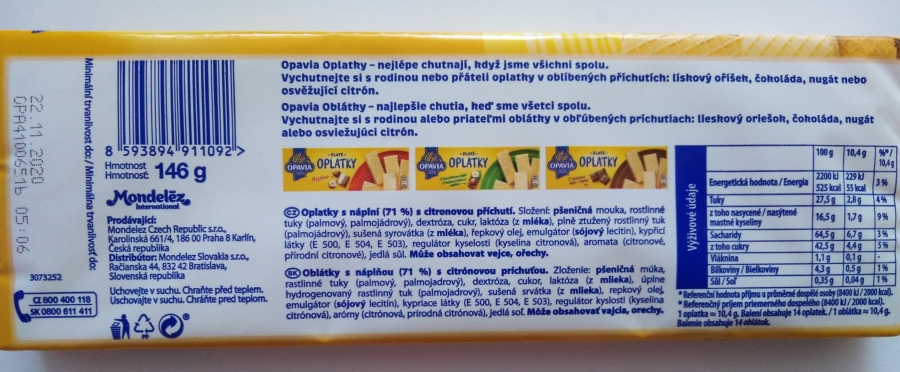 Opavia Oplatky – nejlépe chutnají, když jsme všichni spolu.
Vychutnejte si s rodinou nebo přáteli oplatky v oblíbených příchutích: lískový oříšek, čokoláda, nugát nebo
osvěžující citrón.
Opavia Oblátky – najlepšie chutia, keď sme všetci spolu.
Vychutnajte si s rodinou alebo priateľmi oblátky v obľúbených príchutiach: lieskový oriešok, čokoláda, nugát
alebo osviežujúci citrón.
OPAVIA ZLATÉ OPLATKY
OPAVIA ZLATÉ OPLATKY
OPAVIA ZLATÉ OPLATKY
CZ Oplatky s náplní (71 %) s citronovou příchutí. Složení: pšeničná mouka, rostlinné
tuky (palmový, palmojádrový), dextróza, cukr, laktóza (z mléka), plně ztužený rostlinný tuk
(palmojádrový), sušená syrovátka (z mléka), řepkový olej, emulgátor (sójový lecitin), kypřicí
látky (E 500, E 504, E 503), regulátor kyselosti (kyselina citronová), aromata (citronové,
přírodní citronové), jedlá sůl. Může obsahovat vejce, ořechy.
SK Oblátky s náplňou (71 %) s citrónovou príchuťou. Zloženie: pšeničná múka,
rastlinné tuky (palmový, palmojadrový), dextróza, cukor, laktóza (z mlieka), úplne
hydrogenovaný rastlinný tuk (palmojadrový), sušená srvátka (z mlieka), repkový olej,
emulgátor (sójový lecitín), kypriace látky (E 500, E 504, E 503), regulátor kyslosti (kyselina
citrónová), arómy (citrónová, prírodná citrónová), jedlá soľ. Môže obsahovať vajcia, orechy.
22.11.2020
OPA4100651b 05:06
Minimální trvanlivost do: / Minimálna trvanlivosť do:
8 593894 911092 >
Hmotnost
Hmotnosť: 146 g
Mondelēz
International
Prodávající:
Mondelez Czech Republic s.r.o.,
Karolinská 661/4, 186 00 Praha 8 Karlín,
Česká republika
Distribútor: Mondelez Slovakia s.r.o.,
Račianska 44, 832 42 Bratislava,
Slovenská republika
Uchovejte v suchu. Chraňte před teplem.
Uschovajte v suchu. Chráňte pred teplom.
3073252
CZ 800 400 118
SK 0800 611 411
PP
Výživové údaje
100 g 10,4 g %*/10,4 g
Energetická hodnota / Energia 2200 kJ 525 kcal 229 kJ 55 kcal 3 %
Tuky 27,5 g 2,8 g 4 %
z toho nasycené / nasýtené mastné kyseliny 16,5 g 1,7 g 9 %
Sacharidy 64,5 g 6,7 g 3 %
z toho cukry 42,5 g 4,4 g 5 %
Vláknina 1,1 g 0,1 g -
Bílkoviny / Bielkoviny 4,3 g 0,5 g 1 %
Sůl / Soľ 0,35 g 0,04 g 1 %
* Referenční hodnota příjmu u průměrné dospělé osoby (8400 kJ / 2000 kcal).
* Referenčný príjem priemerného dospelého (8400 kJ / 2000 kcal).
1 oplatka ≈ 10,4 g. Balení obsahuje 14 oplatek. / 1 oblátka ≈ 10,4 g.
Balenie obsahuje 14 oblátok.